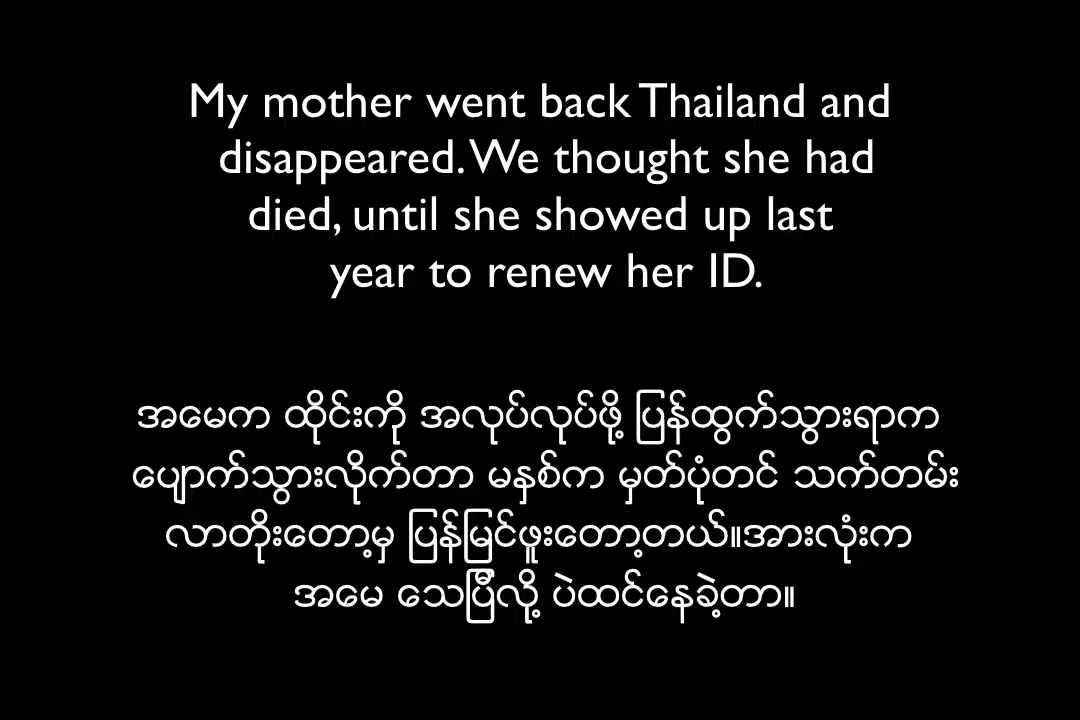 My mother went back Thailand and
disappeared. We thought she had
died, until she showed up last
year to renew her ID.
အမေက ထိုင်းကို အလုပ်လုပ်ဖို့ ပြန်ထွက်သွားရာက
ပျောက်သွားလိုက်တာ မနှစ်က မှတ်ပုံတင် သက်တမ်း
လာတိုးတော့မှ ပြန်မြင်ဖူးတော့တယ်။အားလုံးက
အမေ သေပြီလို့ ပဲထင်နေခဲ့တာ။